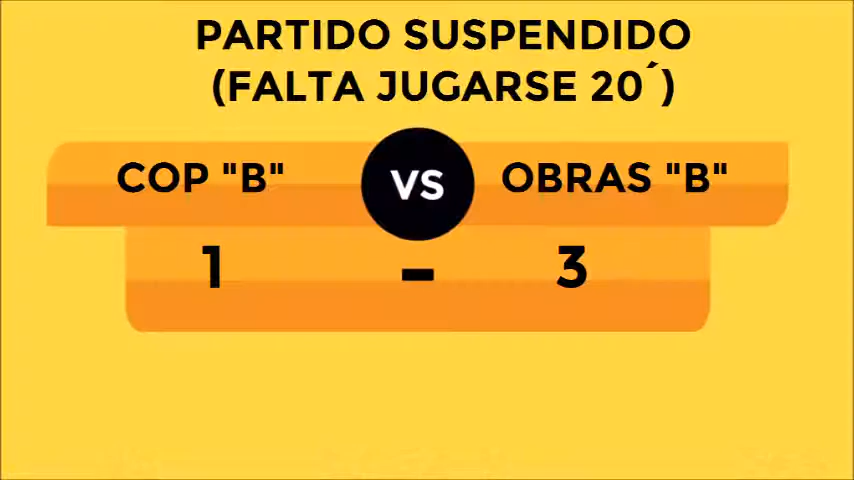 PARTIDO SUSPENDIDO
(FALTA JUGARSE 20´)
COP "B" VS OBRAS "B"
1 - 3